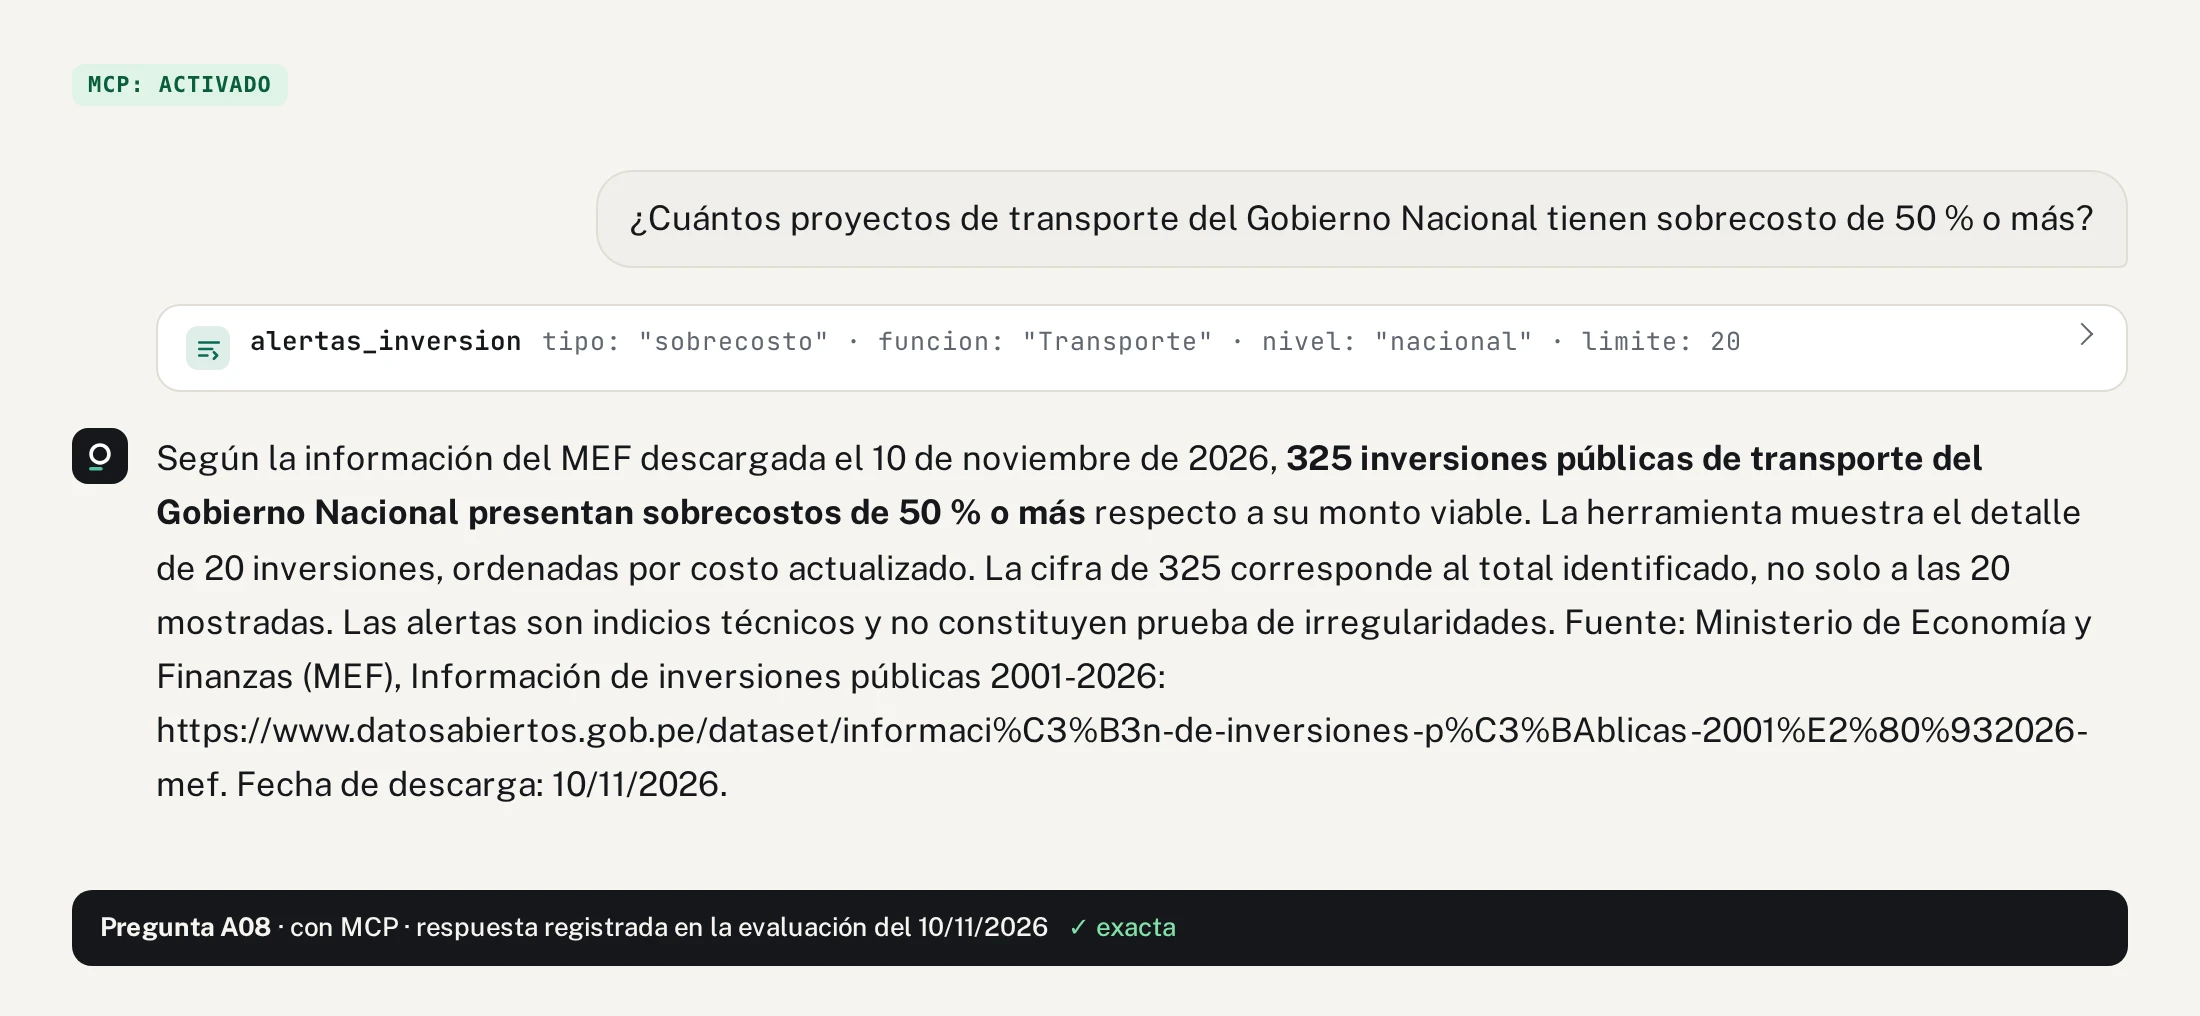 MCP: ACTIVADO
¿Cuántos proyectos de transporte del Gobierno Nacional tienen sobrecosto de 50 % o más?
alertas_inversion tipo: "sobrecosto" · funcion: "Transporte" · nivel: "nacional" · limite: 20
Según la información del MEF descargada el 10 de noviembre de 2026, 325 inversiones públicas de transporte del
Gobierno Nacional presentan sobrecostos de 50 % o más respecto a su monto viable. La herramienta muestra el detalle
de 20 inversiones, ordenadas por costo actualizado. La cifra de 325 corresponde al total identificado, no solo a las 20
mostradas. Las alertas son indicios técnicos y no constituyen prueba de irregularidades. Fuente: Ministerio de Economía y
Finanzas (MEF), Información de inversiones públicas 2001-2026:
https://www.datosabiertos.gob.pe/dataset/informaci%C3%B3n-de-inversiones-p%C3%BAblicas-2001%E2%80%932026-
mef. Fecha de descarga: 10/11/2026.
Pregunta A08 · con MCP · respuesta registrada en la evaluación del 10/11/2026 ✓ exacta